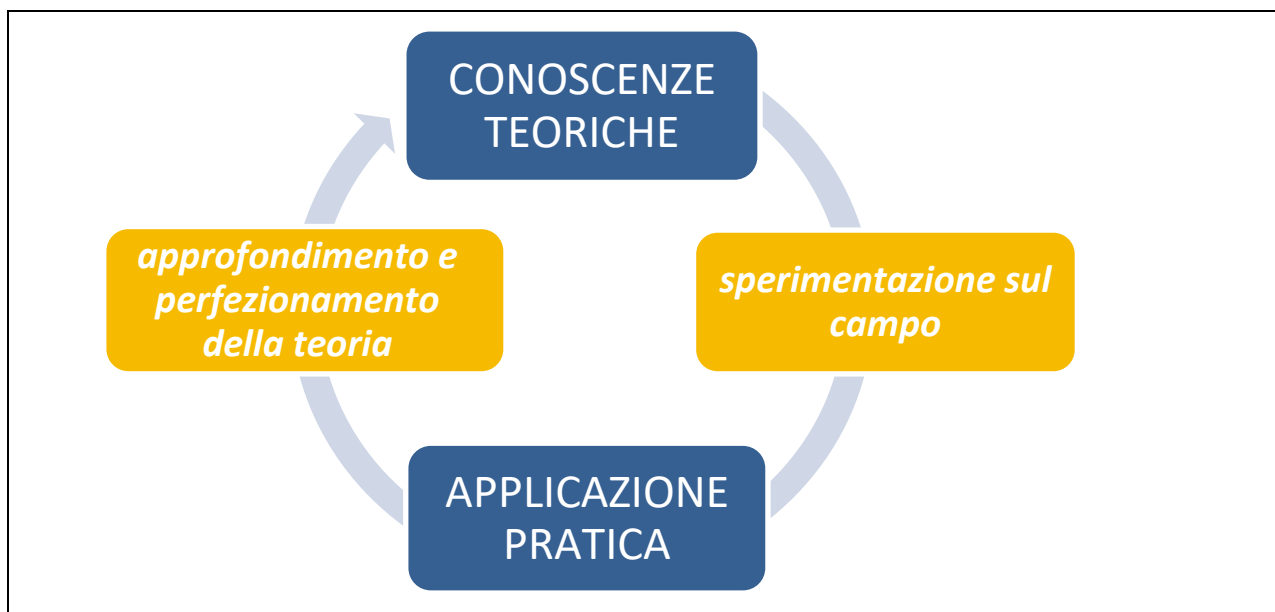 CONOSCENZE
TEORICHE
approfondimento e
perfezionamento
della teoria
sperimentazione sul
campo
APPLICAZIONE
PRATICA